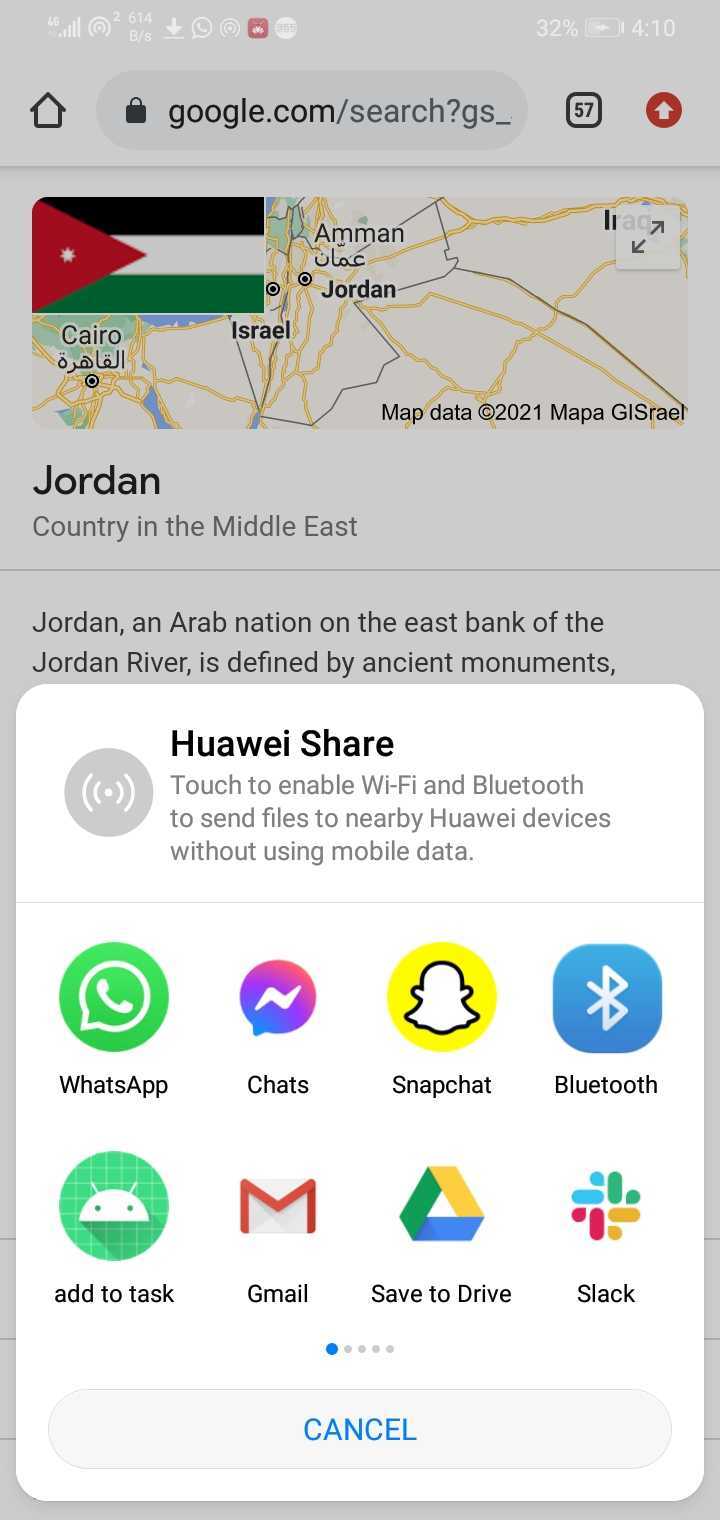 4G 2 614 B/s 365 32% 4:10
google.com/search?gs_
57
Iraq
Amman
عمّان
Jordan
Israel
Cairo
القاهرة
Map data ©2021 Mapa GISrael
Jordan
Country in the Middle East
Jordan, an Arab nation on the east bank of the
Jordan River, is defined by ancient monuments,
Huawei Share
Touch to enable Wi-Fi and Bluetooth
to send files to nearby Huawei devices
without using mobile data.
WhatsApp Chats Snapchat Bluetooth
add to task Gmail Save to Drive Slack
CANCEL